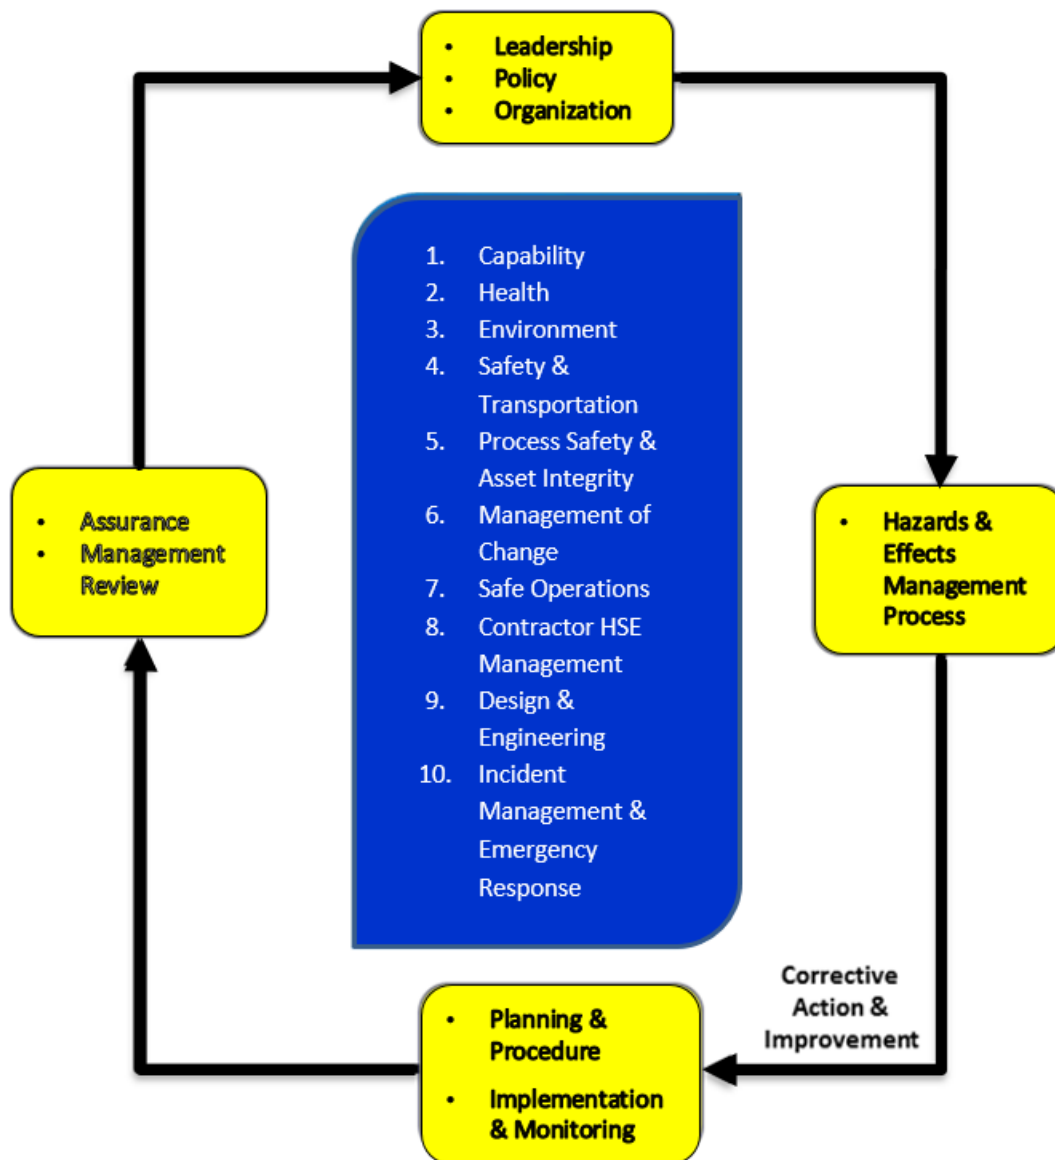 • Leadership
• Policy
• Organization
1. Capability
2. Health
3. Environment
4. Safety &
Transportation
5. Process Safety &
Asset Integrity
6. Management of
Change
7. Safe Operations
8. Contractor HSE
Management
9. Design &
Engineering
10. Incident
Management &
Emergency
Response
• Assurance
• Management
Review
• Hazards &
Effects
Management
Process
Corrective
Action &
Improvement
• Planning &
Procedure
• Implementation
& Monitoring